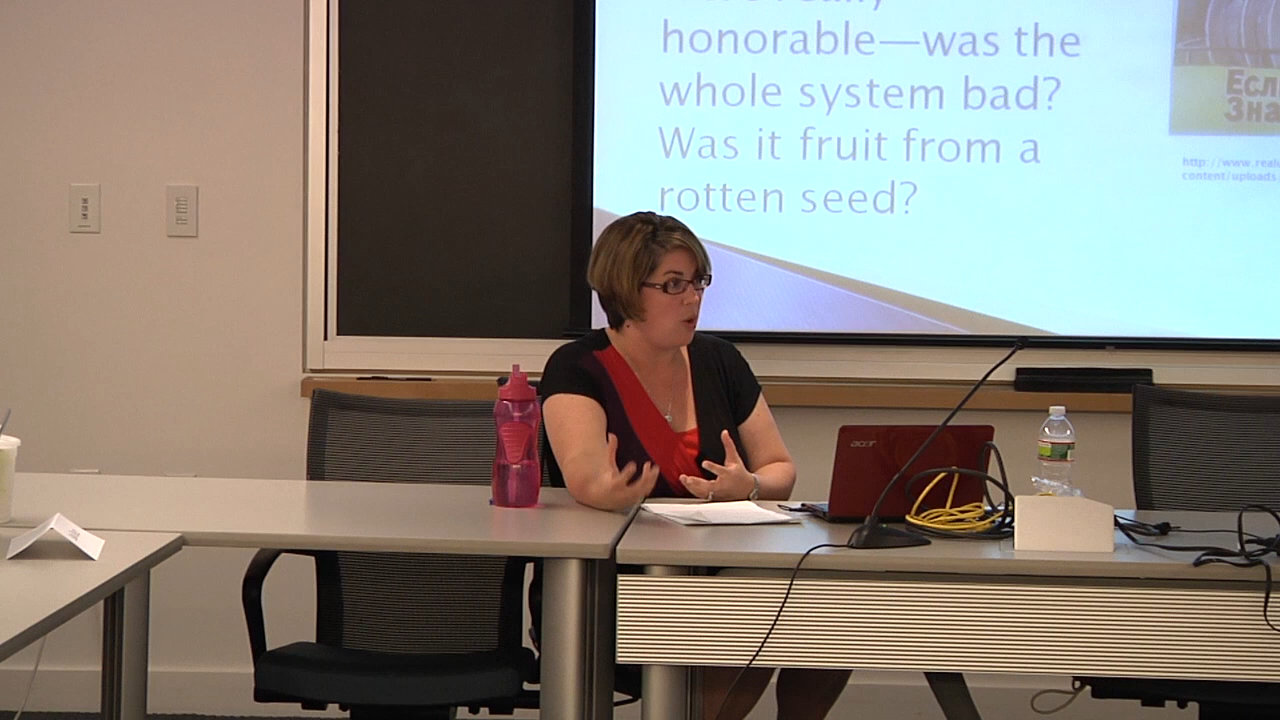 honorable—was the
whole system bad?
Was it fruit from a
rotten seed?
Есл
Зна
http://www.real
content/uploads
acer